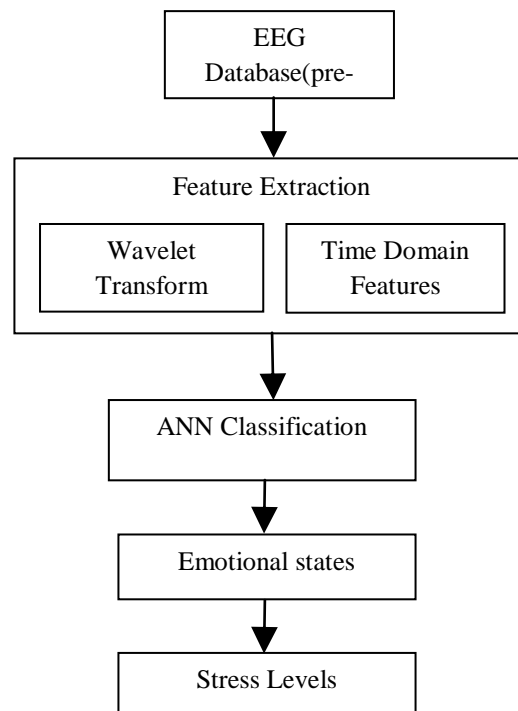 EEG
Database(pre-
Feature Extraction
Wavelet
Transform
Time Domain
Features
ANN Classification
Emotional states
Stress Levels